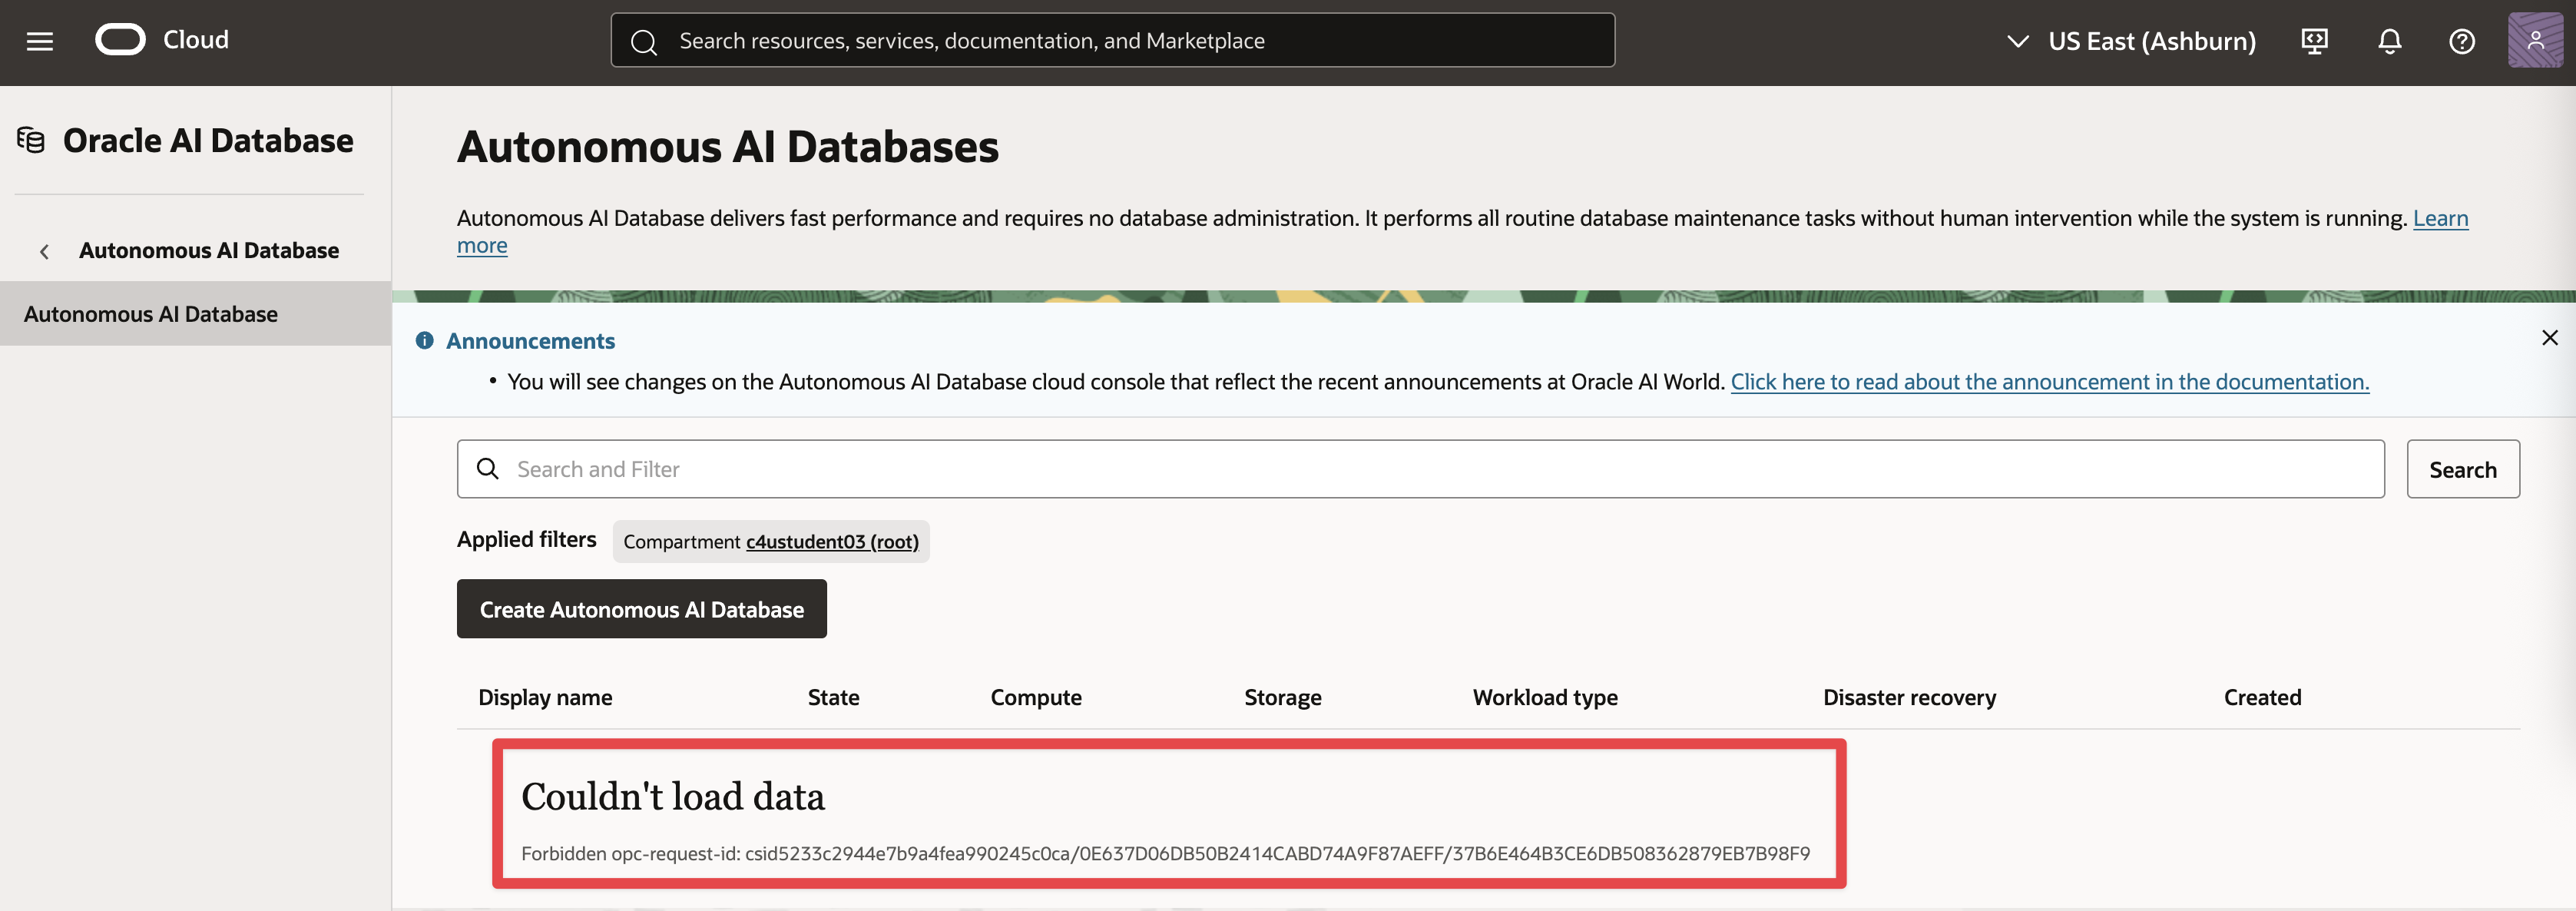 Cloud
Search resources, services, documentation, and Marketplace
US East (Ashburn)
Oracle AI Database
Autonomous AI Database
Autonomous AI Database
Autonomous AI Databases
Autonomous AI Database delivers fast performance and requires no database administration. It performs all routine database maintenance tasks without human intervention while the system is running. Learn
more
Announcements
• You will see changes on the Autonomous AI Database cloud console that reflect the recent announcements at Oracle AI World. Click here to read about the announcement in the documentation.
Search and Filter
Search
Applied filters
Compartment c4ustudent03 (root)
Create Autonomous AI Database
Display name State Compute Storage Workload type Disaster recovery Created
Couldn't load data
Forbidden opc-request-id: csid5233c2944e7b9a4fea990245c0ca/0E637D06DB50B2414CABD74A9F87AEFF/37B6E464B3CE6DB508362879EB7B98F9